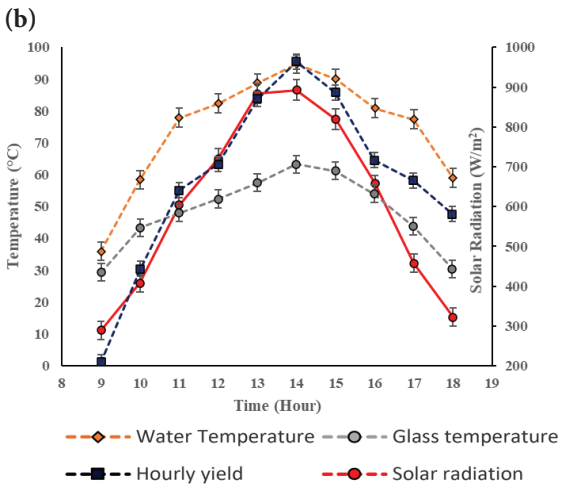 (b)
100
90
80
70
60
50
40
30
20
10
0
Temperature (°C)
1000
900
800
700
600
500
400
300
200
Solar Radiation (W/m²)
8 9 10 11 12 13 14 15 16 17 18 19
Time (Hour)
Water Temperature Glass temperature
Hourly yield Solar radiation